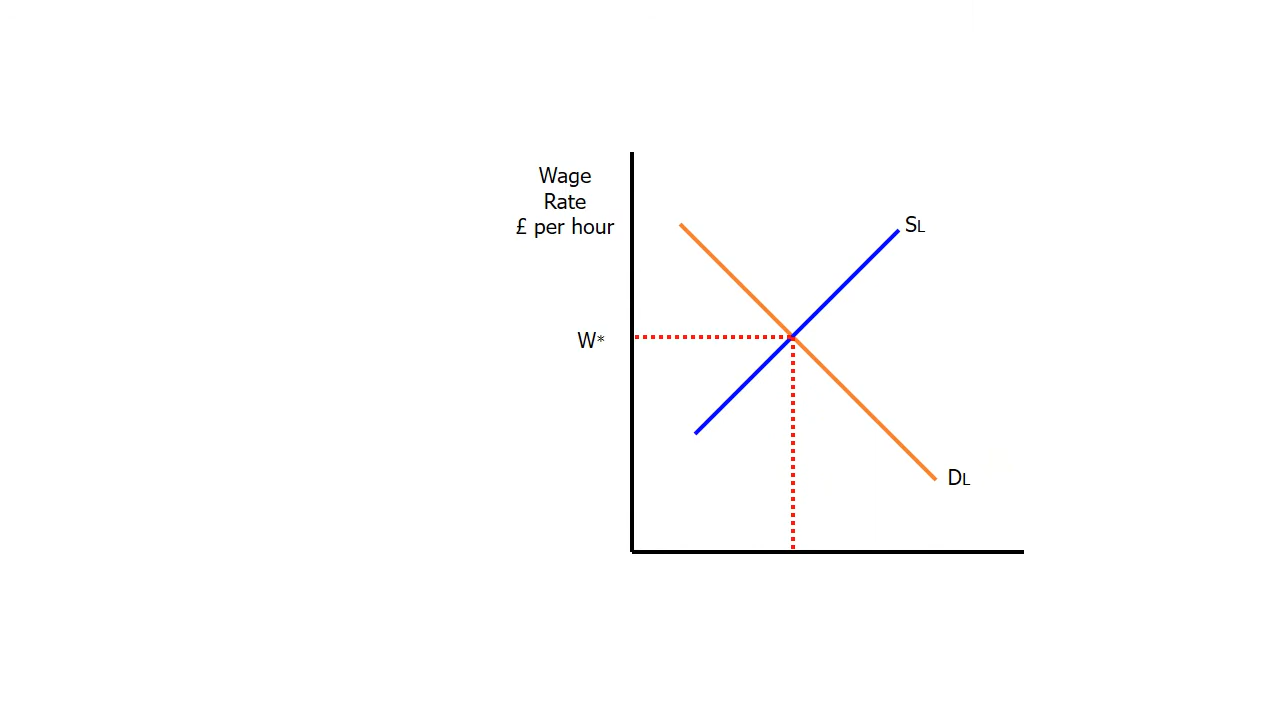 Wage
Rate
£ per hour
SL
W*
DL